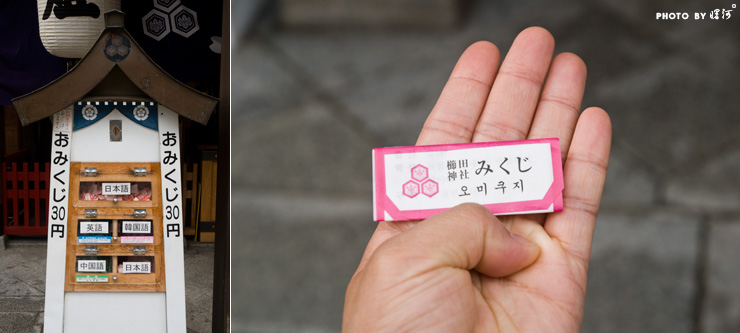 おみくじ30円
おみくじ30円
日本語
英語
韓国語
中国語
日本語
櫛田神社 みくじ
오미쿠지
PHOTO BY